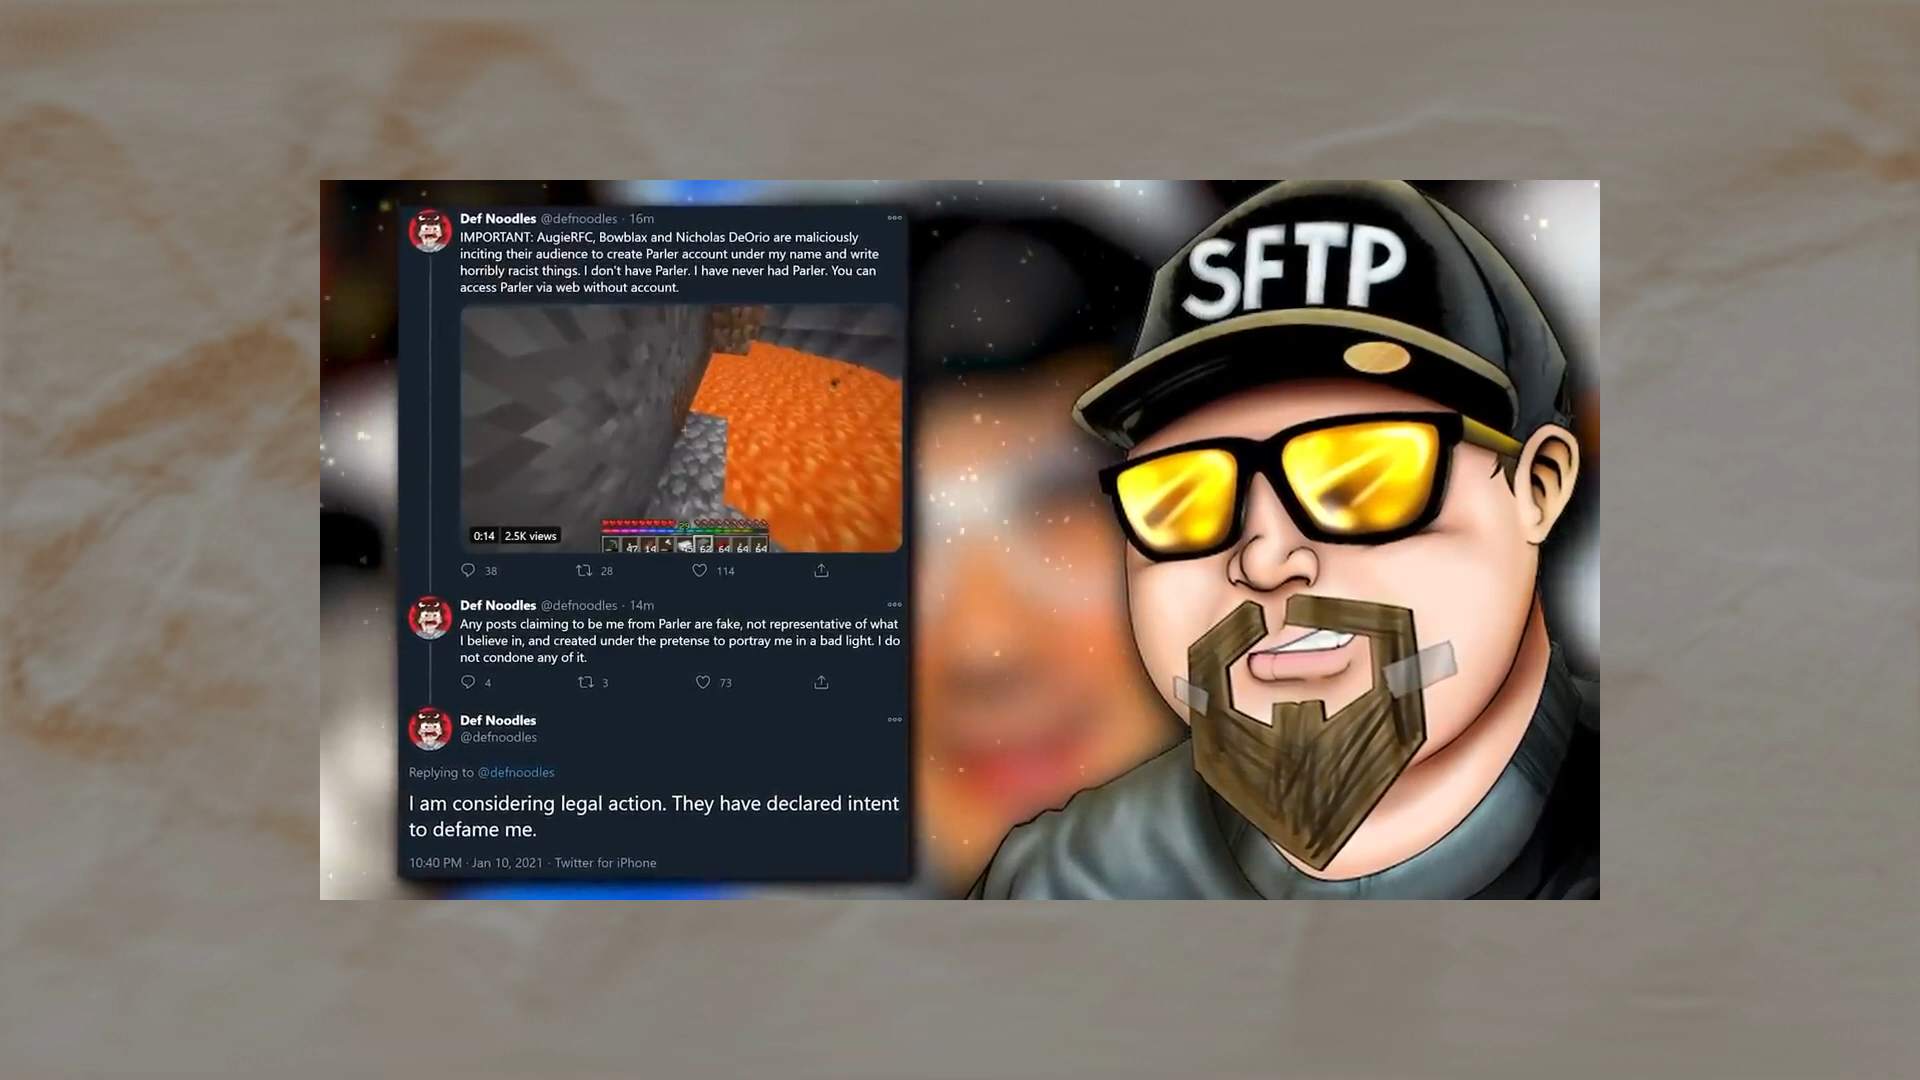 Def Noodles @defnoodles · 16m
IMPORTANT: AugieRFC, Bowblax and Nicholas DeOrio are maliciously
inciting their audience to create Parler account under my name and write
horribly racist things. I don't have Parler. I have never had Parler. You can
access Parler via web without account.
0:14 2.5K views
47 14 62 64 64 64
38 28 114
Def Noodles @defnoodles · 14m
Any posts claiming to be me from Parler are fake, not representative of what
I believe in, and created under the pretense to portray me in a bad light. I do
not condone any of it.
4 3 73
Def Noodles
@defnoodles
Replying to @defnoodles
I am considering legal action. They have declared intent
to defame me.
10:40 PM · Jan 10, 2021 · Twitter for iPhone
SFTP